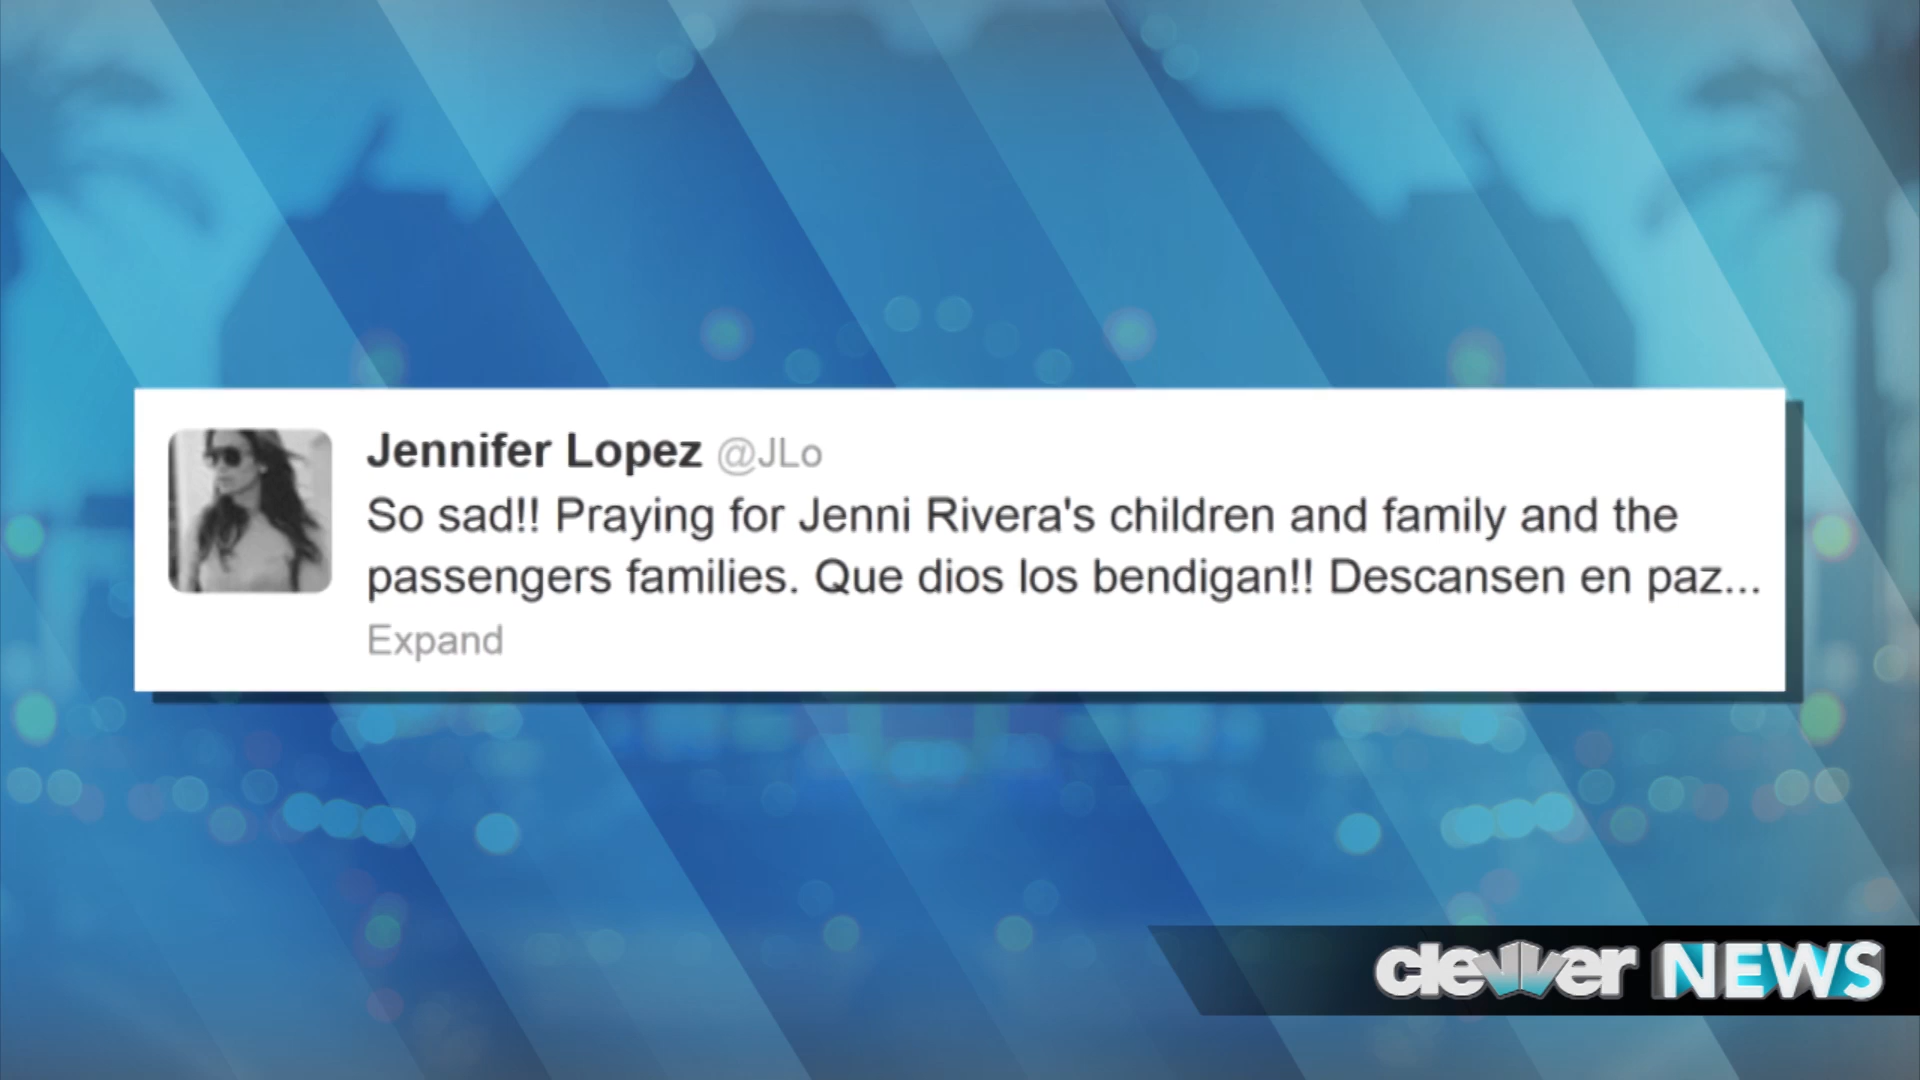 Jennifer Lopez @JLo
So sad!! Praying for Jenni Rivera's children and family and the
passengers families. Que dios los bendigan!! Descansen en paz...
Expand
clevver NEWS